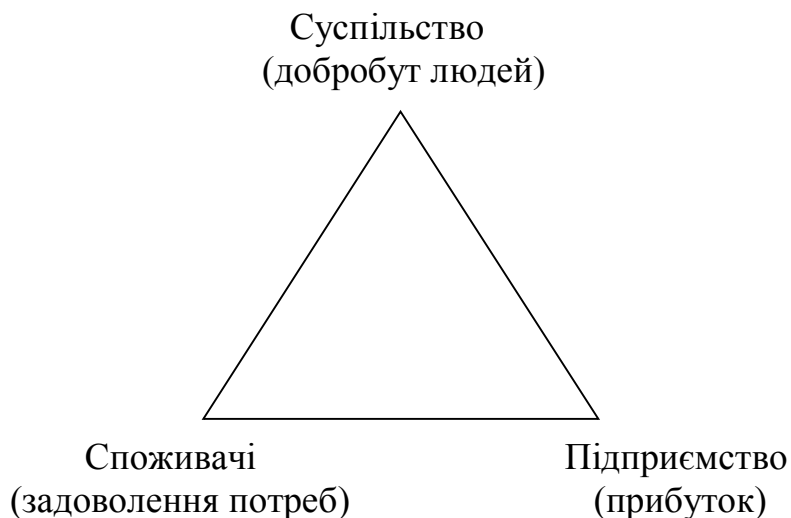 Суспільство
(добробут людей)
Споживачі
(задоволення потреб)
Підприємство
(прибуток)